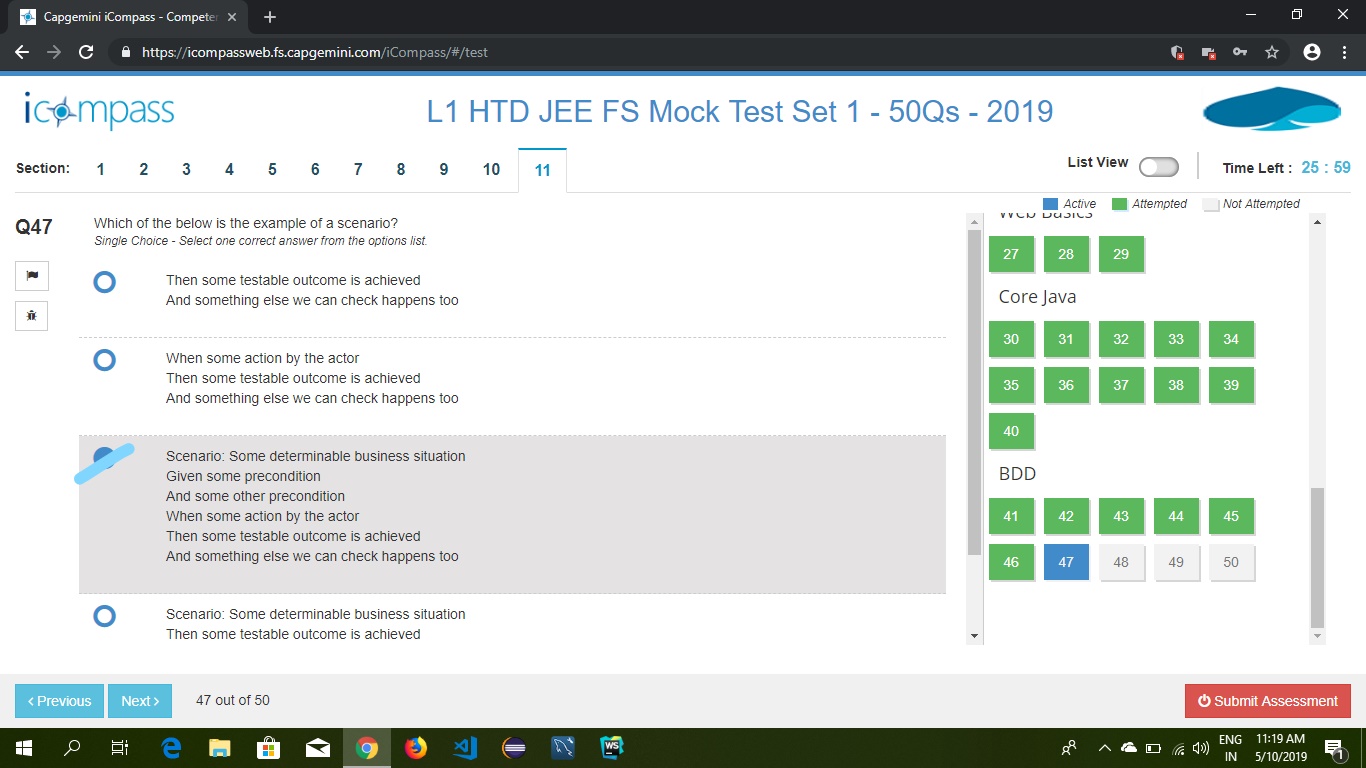 Capgemini iCompass - Competen
https://icompassweb.fs.capgemini.com/iCompass/#/test
icompass
L1 HTD JEE FS Mock Test Set 1 - 50Qs - 2019
Section: 1 2 3 4 5 6 7 8 9 10 11
List View
Time Left : 25 : 59
Active Attempted Not Attempted
Q47
Which of the below is the example of a scenario?
Single Choice - Select one correct answer from the options list.
Then some testable outcome is achieved
And something else we can check happens too
When some action by the actor
Then some testable outcome is achieved
And something else we can check happens too
Scenario: Some determinable business situation
Given some precondition
And some other precondition
When some action by the actor
Then some testable outcome is achieved
And something else we can check happens too
Scenario: Some determinable business situation
Then some testable outcome is achieved
Web Basics
27 28 29
Core Java
30 31 32 33 34
35 36 37 38 39
40
BDD
41 42 43 44 45
46 47 48 49 50
Previous
Next
47 out of 50
Submit Assessment
WS
ENG
IN
11:19 AM
5/10/2019
1